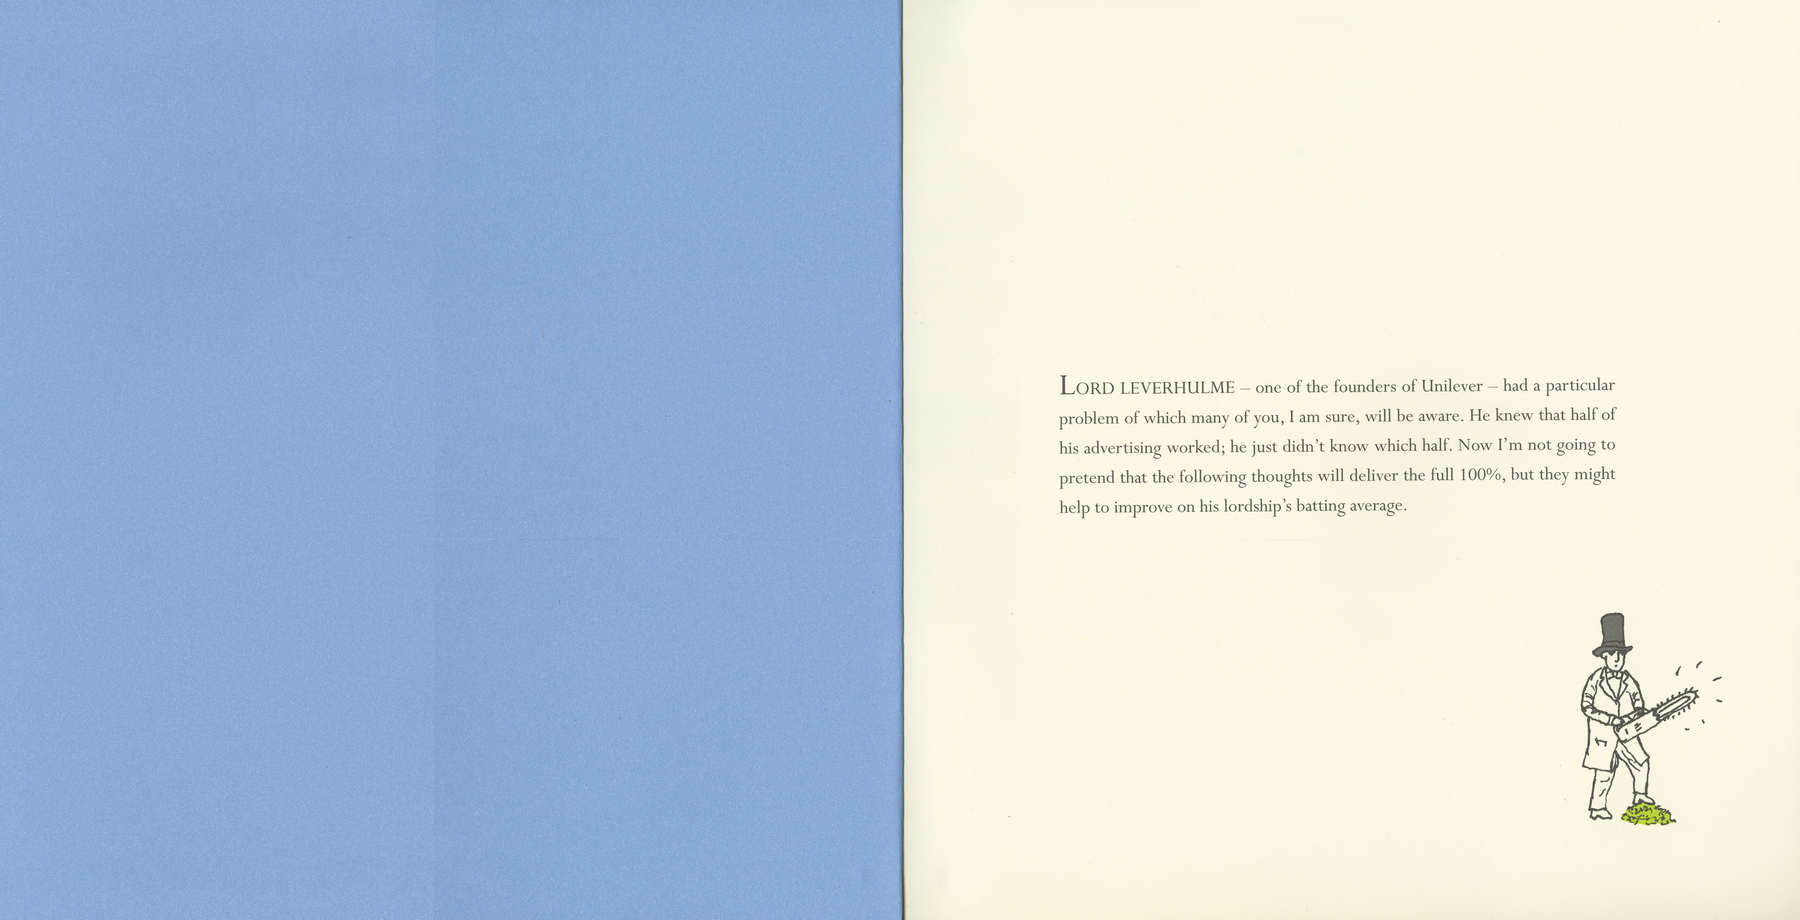 LORD LEVERHULME – one of the founders of Unilever – had a particular
problem of which many of you, I am sure, will be aware. He knew that half of
his advertising worked; he just didn’t know which half. Now I’m not going to
pretend that the following thoughts will deliver the full 100%, but they might
help to improve on his lordship’s batting average.